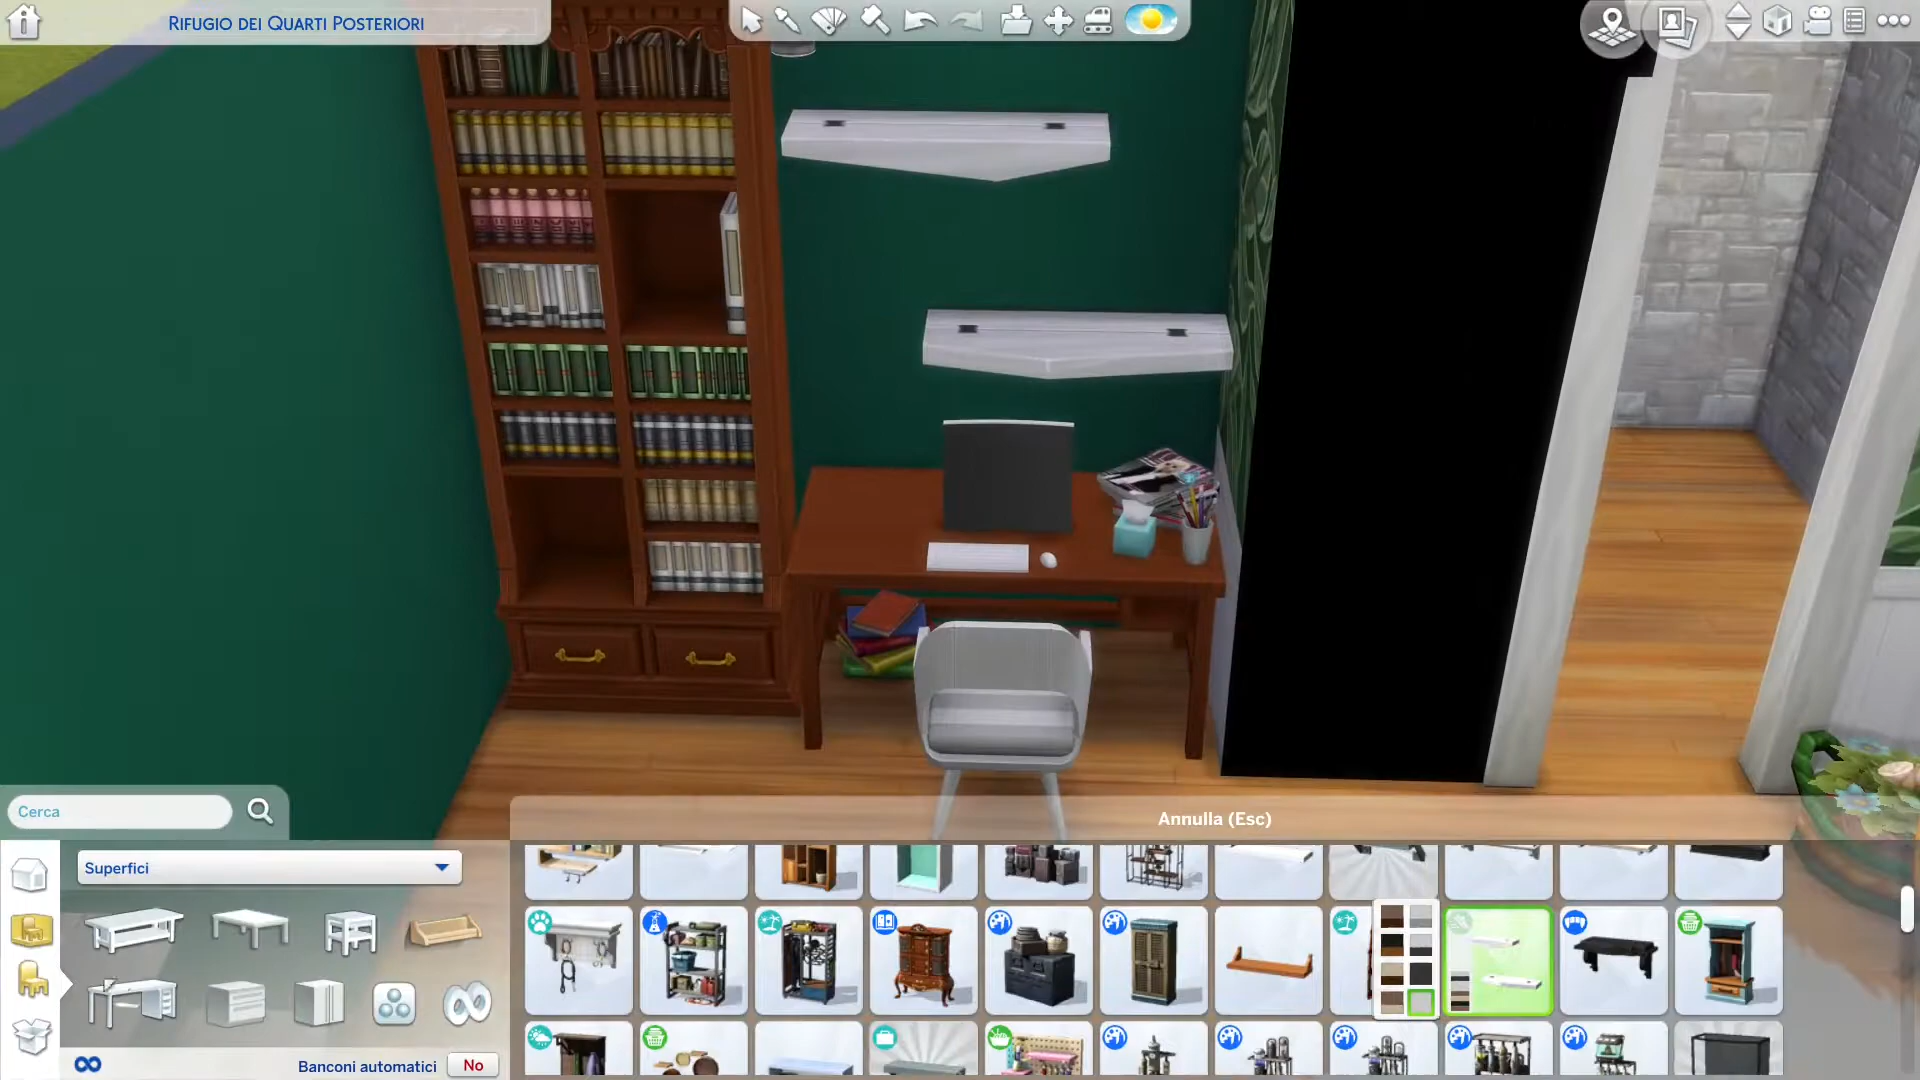 Rifugio dei Quarti Posteriori
Cerca
Annulla (Esc)
Superfici
Banconi automatici
No